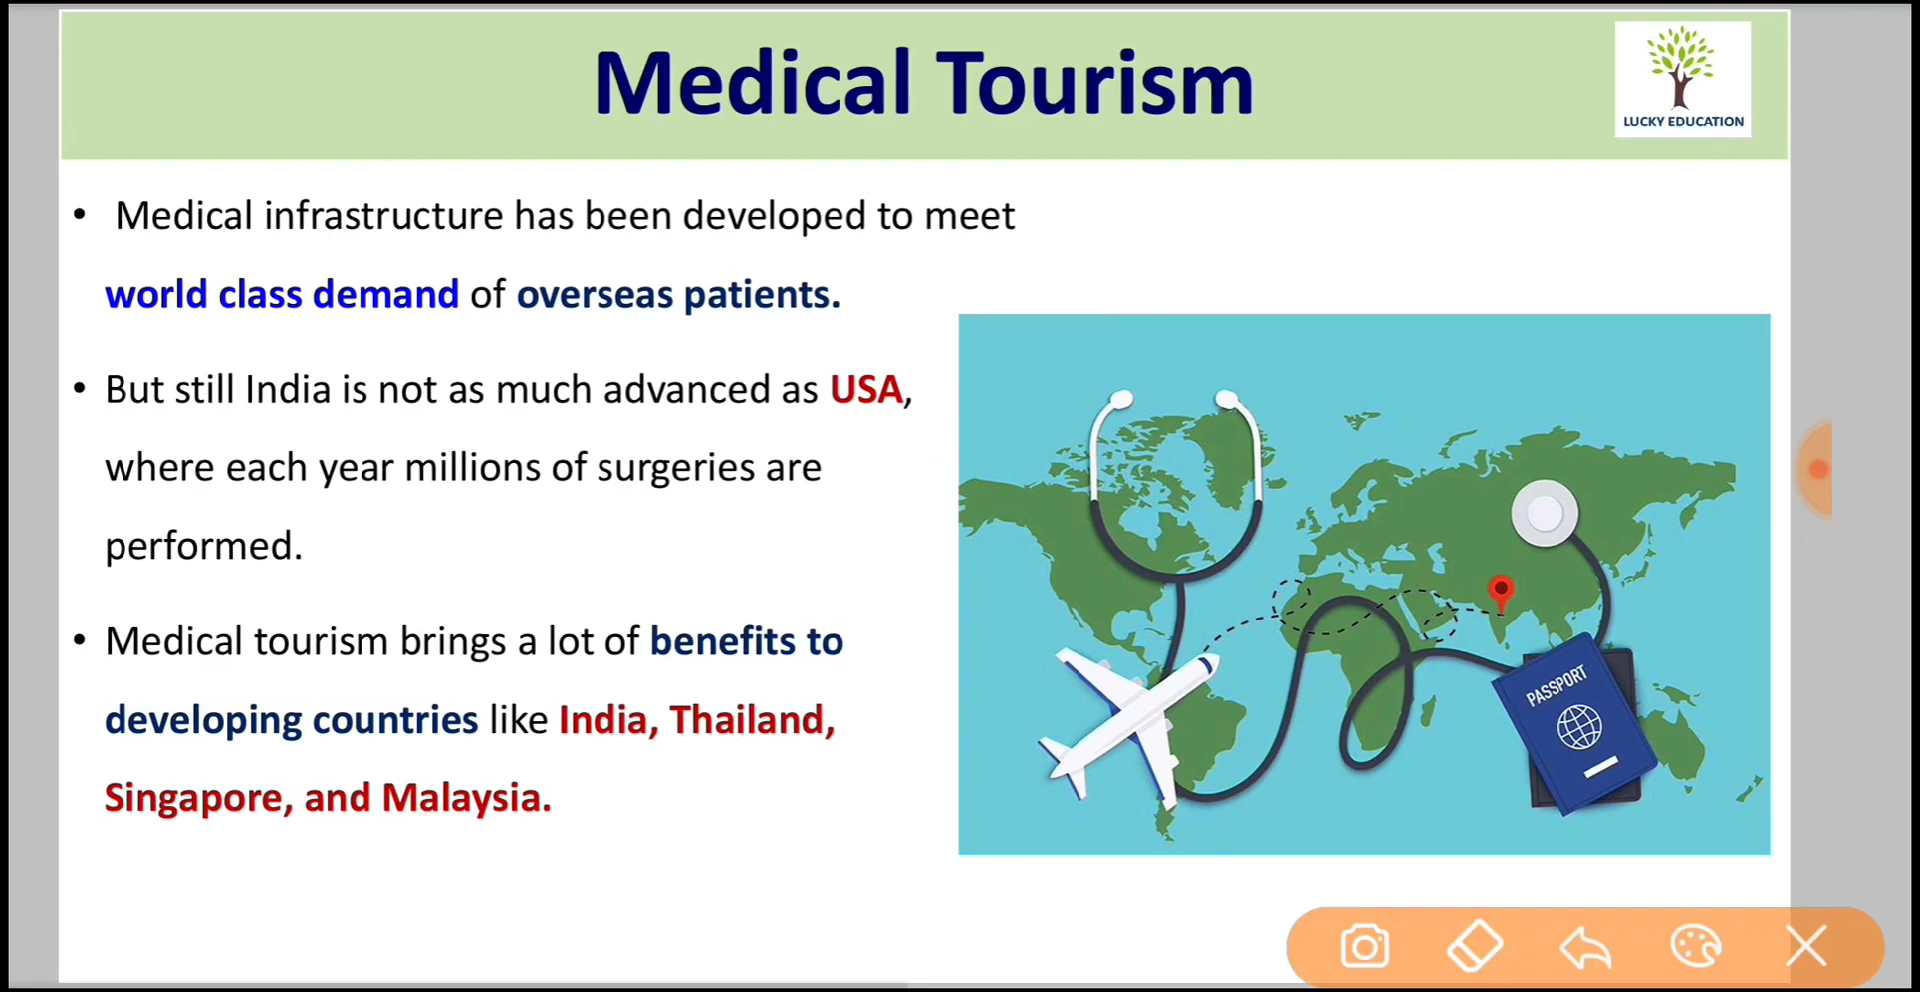 Medical Tourism
LUCKY EDUCATION
• Medical infrastructure has been developed to meet
world class demand of overseas patients.
• But still India is not as much advanced as USA,
where each year millions of surgeries are
performed.
• Medical tourism brings a lot of benefits to
developing countries like India, Thailand,
Singapore, and Malaysia.
PASSPORT